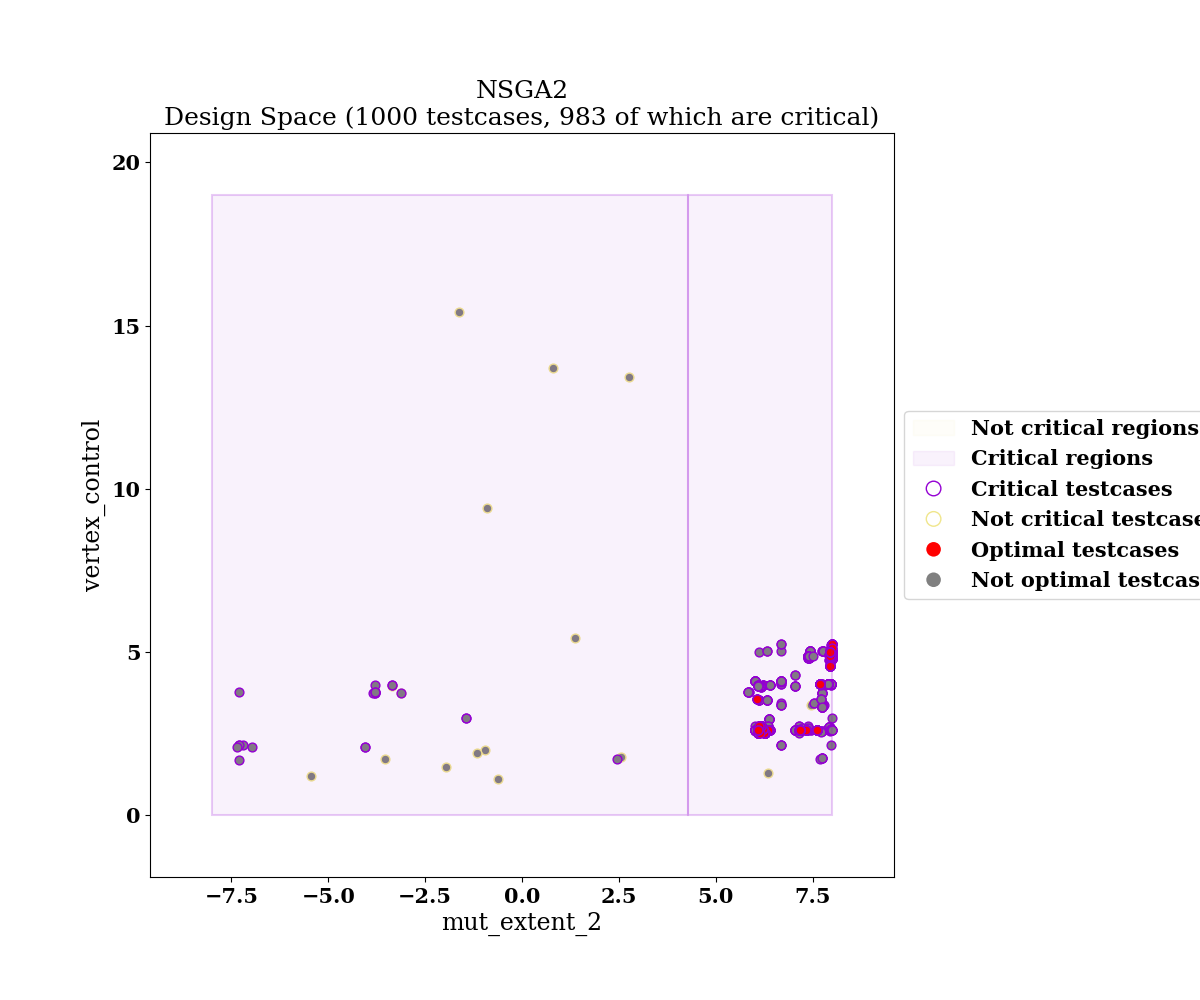 NSGA2
Design Space (1000 testcases, 983 of which are critical)
20
15
10
5
0
vertex_control
−7.5
−5.0
−2.5
0.0
2.5
5.0
7.5
mut_extent_2
Not critical regions
Critical regions
Critical testcases
Not critical testcase
Optimal testcases
Not optimal testcas